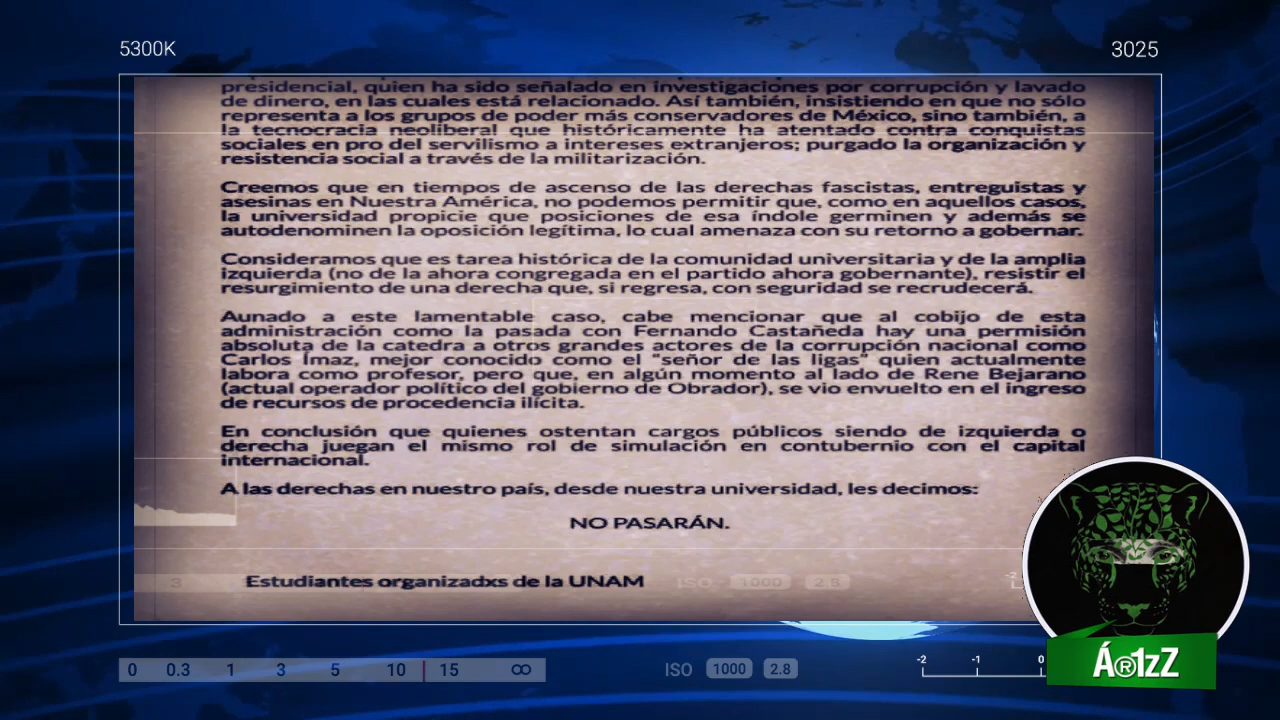 5300K
3025
presidencial, quien ha sido señalado en investigaciones por corrupción y lavado
de dinero, en las cuales está relacionado. Así también, insistiendo en que no sólo
representa a los grupos de poder más conservadores de México, sino también, a
la tecnocracia neoliberal que históricamente ha atentado contra conquistas
sociales en pro del servilismo a intereses extranjeros; purgado la organización y
resistencia social a través de la militarización.
Creemos que en tiempos de ascenso de las derechas fascistas, entreguistas y
asesinas en Nuestra América, no podemos permitir que, como en aquellos casos,
la universidad propicie que posiciones de esa índole germinen y además se
autodenominen la oposición legítima, lo cual amenaza con su retorno a gobernar.
Consideramos que es tarea histórica de la comunidad universitaria y de la amplia
izquierda (no de la ahora congregada en el partido ahora gobernante), resistir el
resurgimiento de una derecha que, si regresa, con seguridad se recrudecerá.
Aunado a este lamentable caso, cabe mencionar que al cobijo de esta
administración como la pasada con Fernando Castañeda hay una permisión
absoluta de la catedra a otros grandes actores de la corrupción nacional como
Carlos Ímaz, mejor conocido como el "señor de las ligas" quien actualmente
labora como profesor, pero que, en algún momento al lado de Rene Bejarano
(actual operador político del gobierno de Obrador), se vio envuelto en el ingreso
de recursos de procedencia ilícita.
En conclusión que quienes ostentan cargos públicos siendo de izquierda o
derecha juegan el mismo rol de simulación en contubernio con el capital
internacional.
A las derechas en nuestro país, desde nuestra universidad, les decimos:
NO PASARÁN.
3 Estudiantes organizadxs de la UNAM ISO 1000 2.8 -2
0 0.3 1 3 5 10 15 ∞ ISO 1000 2.8 -2 -1 0
Á®1zZ